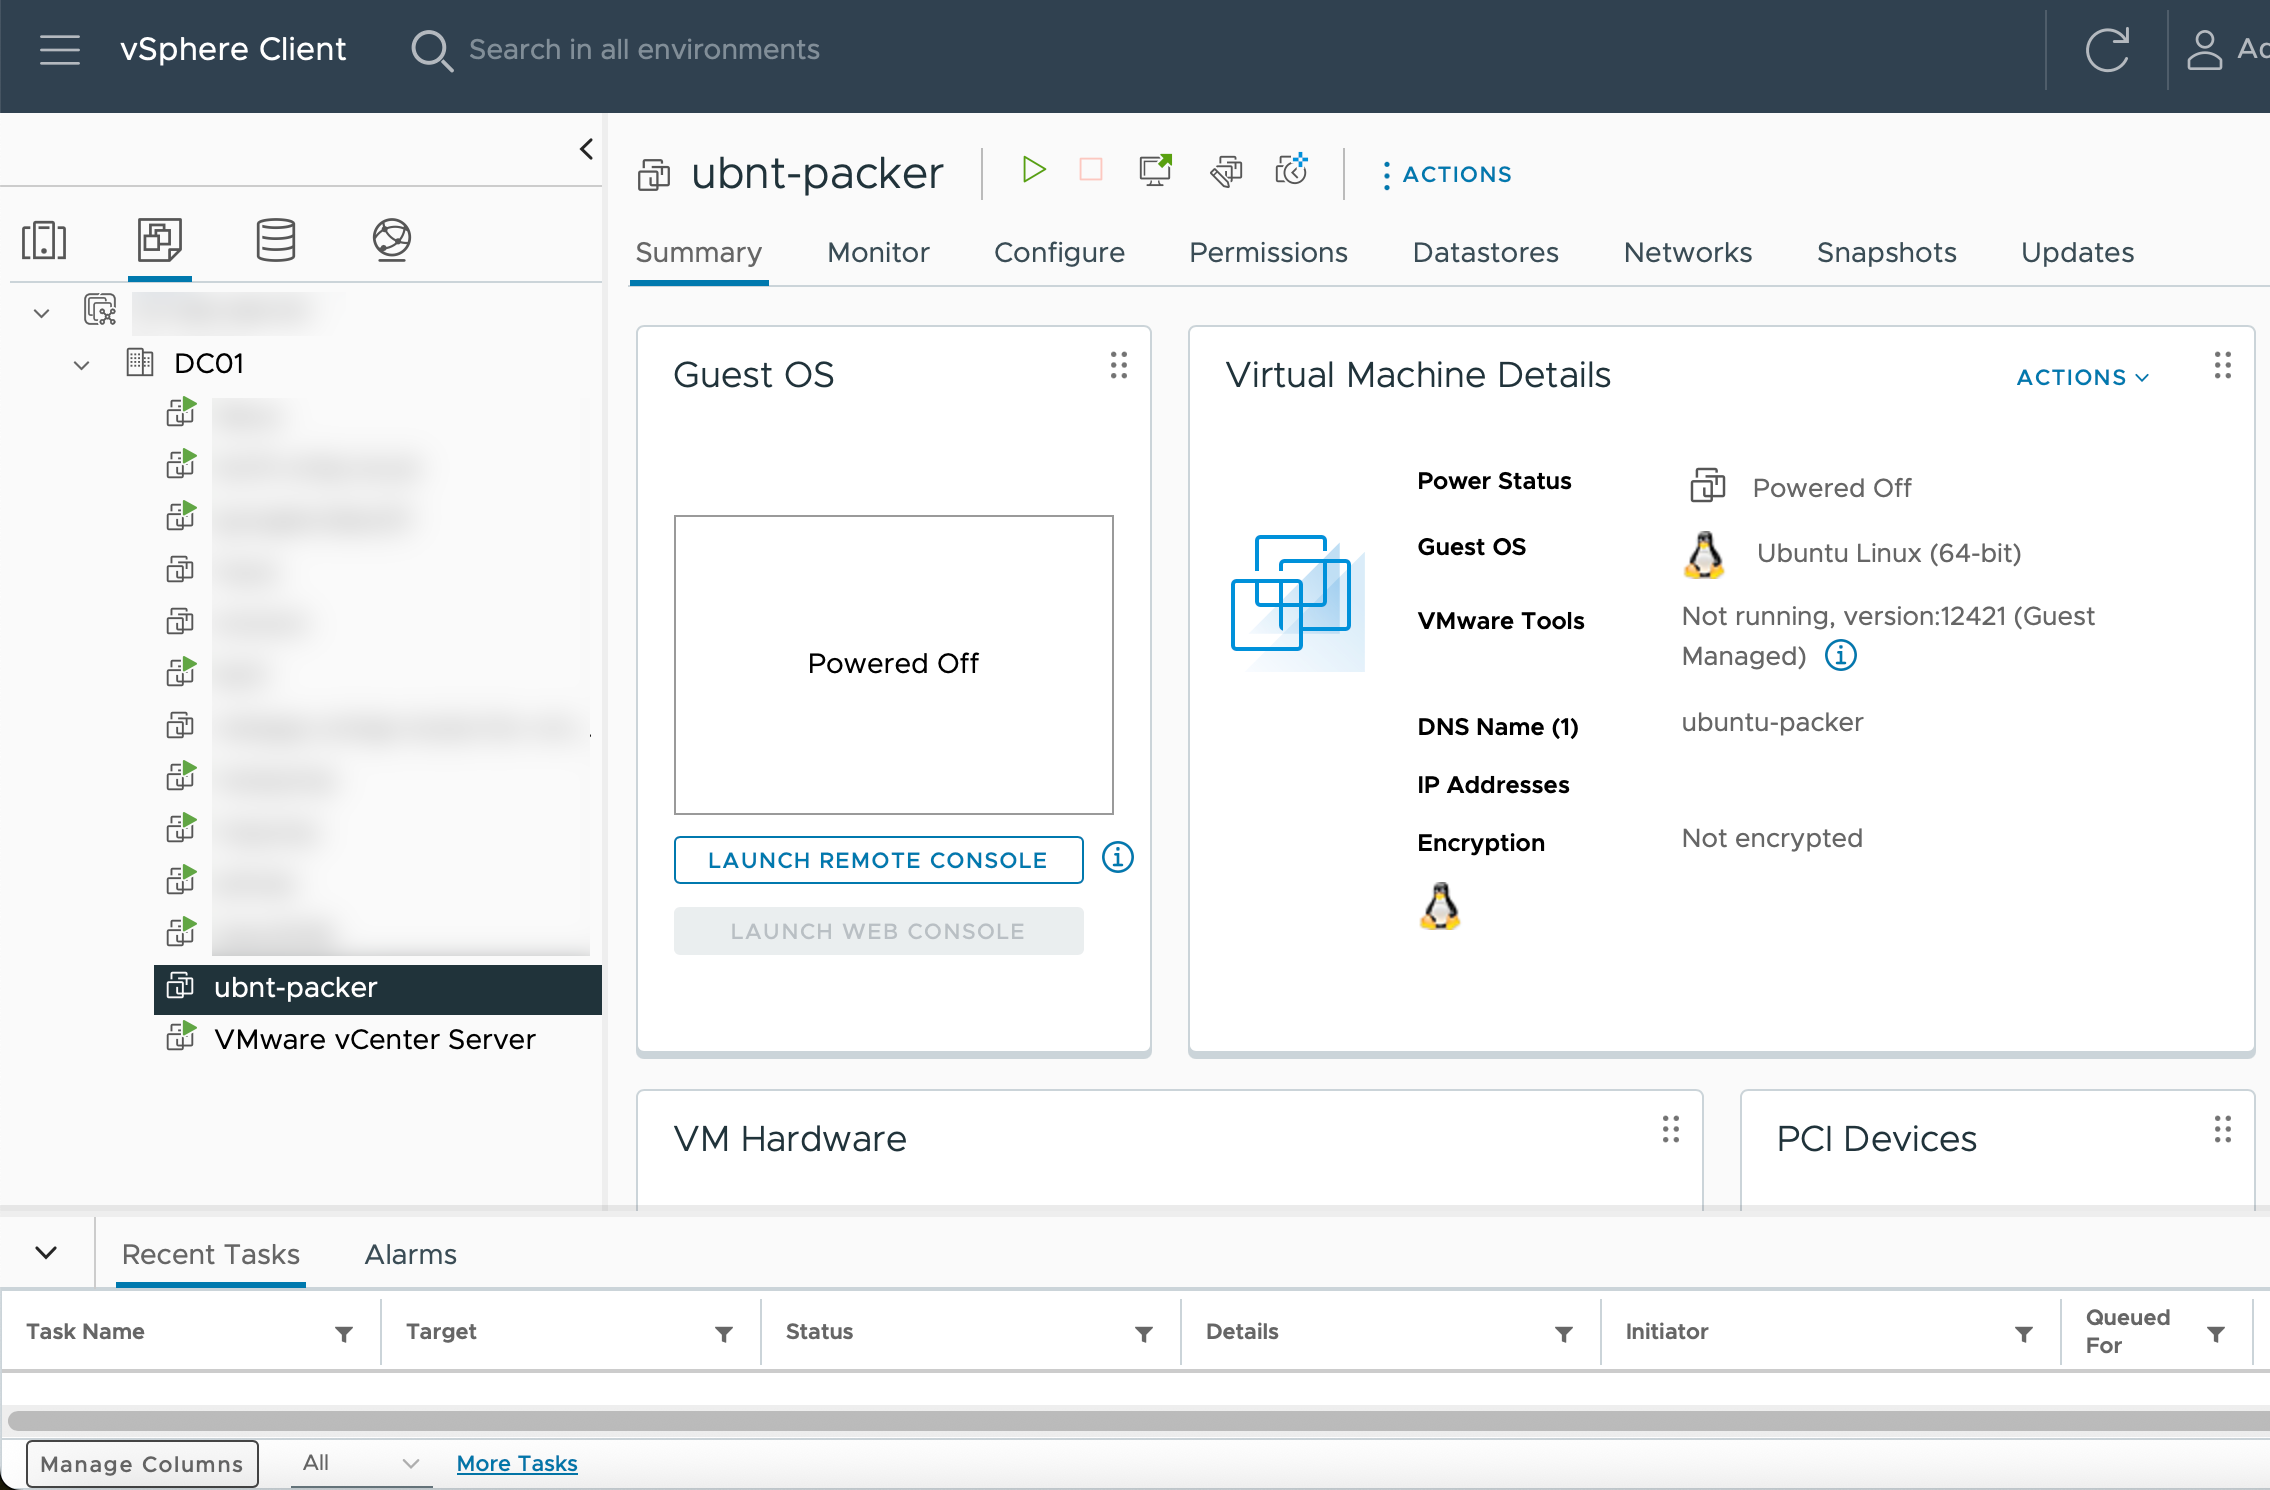 vSphere Client
Search in all environments
ubnt-packer
ACTIONS
Summary Monitor Configure Permissions Datastores Networks Snapshots Updates
DC01
ubnt-packer
VMware vCenter Server
Guest OS
Powered Off
LAUNCH REMOTE CONSOLE
LAUNCH WEB CONSOLE
Virtual Machine Details
ACTIONS
Power Status Powered Off
Guest OS Ubuntu Linux (64-bit)
VMware Tools Not running, version:12421 (Guest
Managed)
DNS Name (1) ubuntu-packer
IP Addresses
Encryption Not encrypted
VM Hardware
PCI Devices
Recent Tasks Alarms
Task Name Target Status Details Initiator Queued
For
Manage Columns All More Tasks